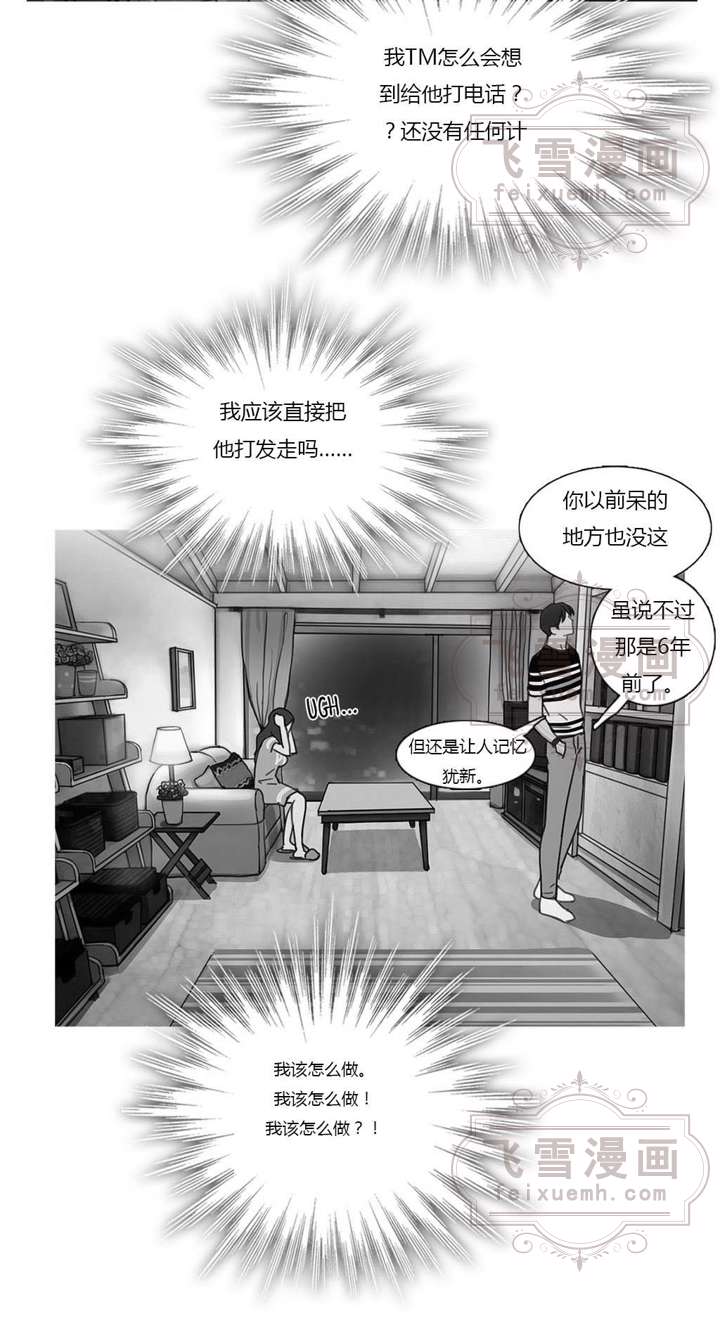 我TM怎么会想
到给他打电话？
？还没有任何计
飞雪漫画
feixuemh.com
我应该直接把
他打发走吗……
你以前呆的
地方也没这
虽说不过
那是6年
前了。
UGH...
但还是让人记忆
犹新。
我该怎么做。
我该怎么做！
我该怎么做？！
飞雪漫画
feixuemh.com